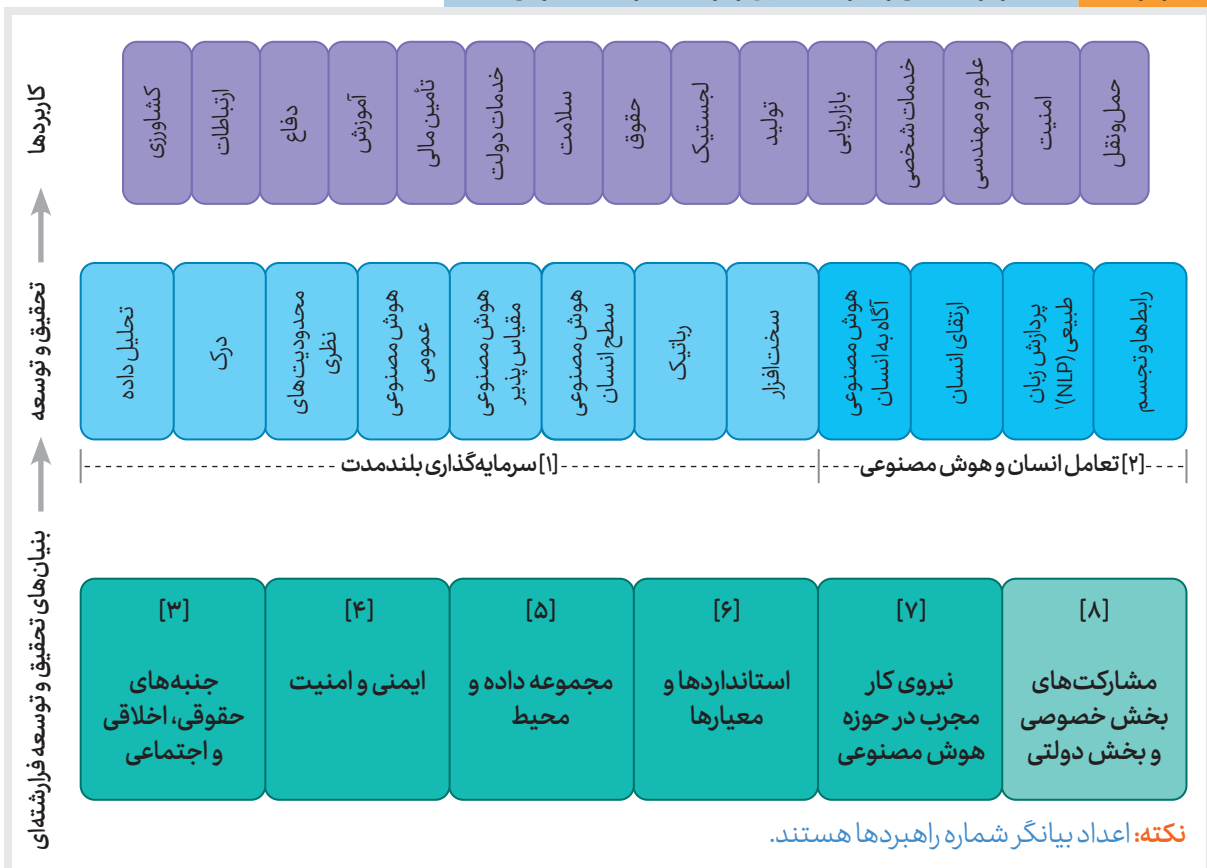 کاربردها
کشاورزی
ارتباطات
دفاع
آموزش
تأمین مالی
خدمات دولت
سلامت
حقوق
لجستیک
تولید
بازاریابی
خدمات شخصی
علوم و مهندسی
امنیت
حمل‌ونقل
تحقیق و توسعه
تحلیل داده
درک
محدودیت‌های
نظری
هوش مصنوعی
عمومی
هوش مصنوعی
مقیاس‌پذیر
هوش مصنوعی
سطح انسان
رباتیک
سخت‌افزار
هوش مصنوعی
آگاه به انسان
ارتقای انسان
پردازش زبان
طبیعی (NLP)۱
رابط‌ها و تجسم
[۱] سرمایه‌گذاری بلندمدت
[۲] تعامل انسان و هوش مصنوعی
بنیان‌های تحقیق و توسعه فرارشته‌ای
[۳]
جنبه‌های
حقوقی، اخلاقی
و اجتماعی
[۴]
ایمنی و امنیت
[۵]
مجموعه داده و
محیط
[۶]
استانداردها و
معیارها
[۷]
نیروی کار
مجرب در حوزه
هوش مصنوعی
[۸]
مشارکت‌های
بخش خصوصی
و بخش دولتی
نکته: اعداد بیانگر شماره راهبردها هستند.